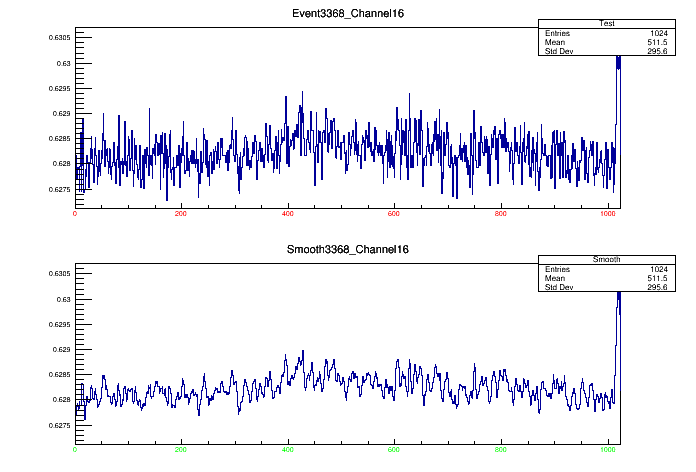 Event3368_Channel16
Test
Entries 1024
Mean 511.5
Std Dev 295.6
0.6305
0.63
0.6295
0.629
0.6285
0.628
0.6275
0 200 400 600 800 1000
Smooth3368_Channel16
Smooth
Entries 1024
Mean 511.5
Std Dev 295.6
0.6305
0.63
0.6295
0.629
0.6285
0.628
0.6275
0 200 400 600 800 1000